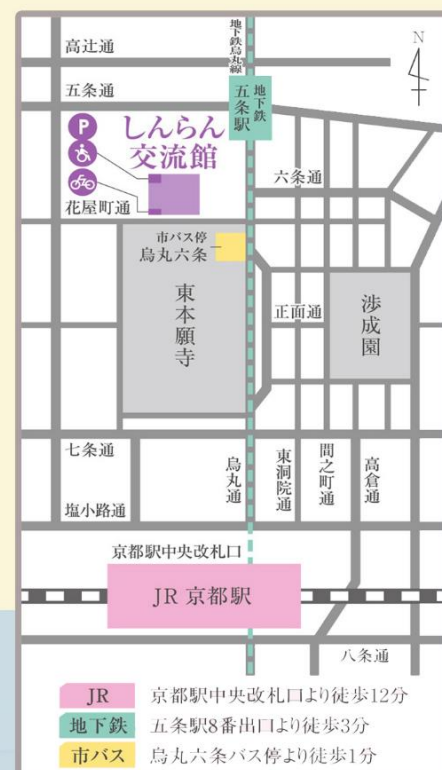 地下鉄烏丸線
N
高辻通
五条通
地下鉄
五条駅
P
しんらん
交流館
六条通
花屋町通
市バス停
烏丸六条
東本願寺
正面通
渉成園
七条通
烏丸通
東洞院通
間之町通
高倉通
塩小路通
京都駅中央改札口
JR 京都駅
八条通
JR 京都駅中央改札口より徒歩12分
地下鉄 五条駅8番出口より徒歩3分
市バス 烏丸六条バス停より徒歩1分